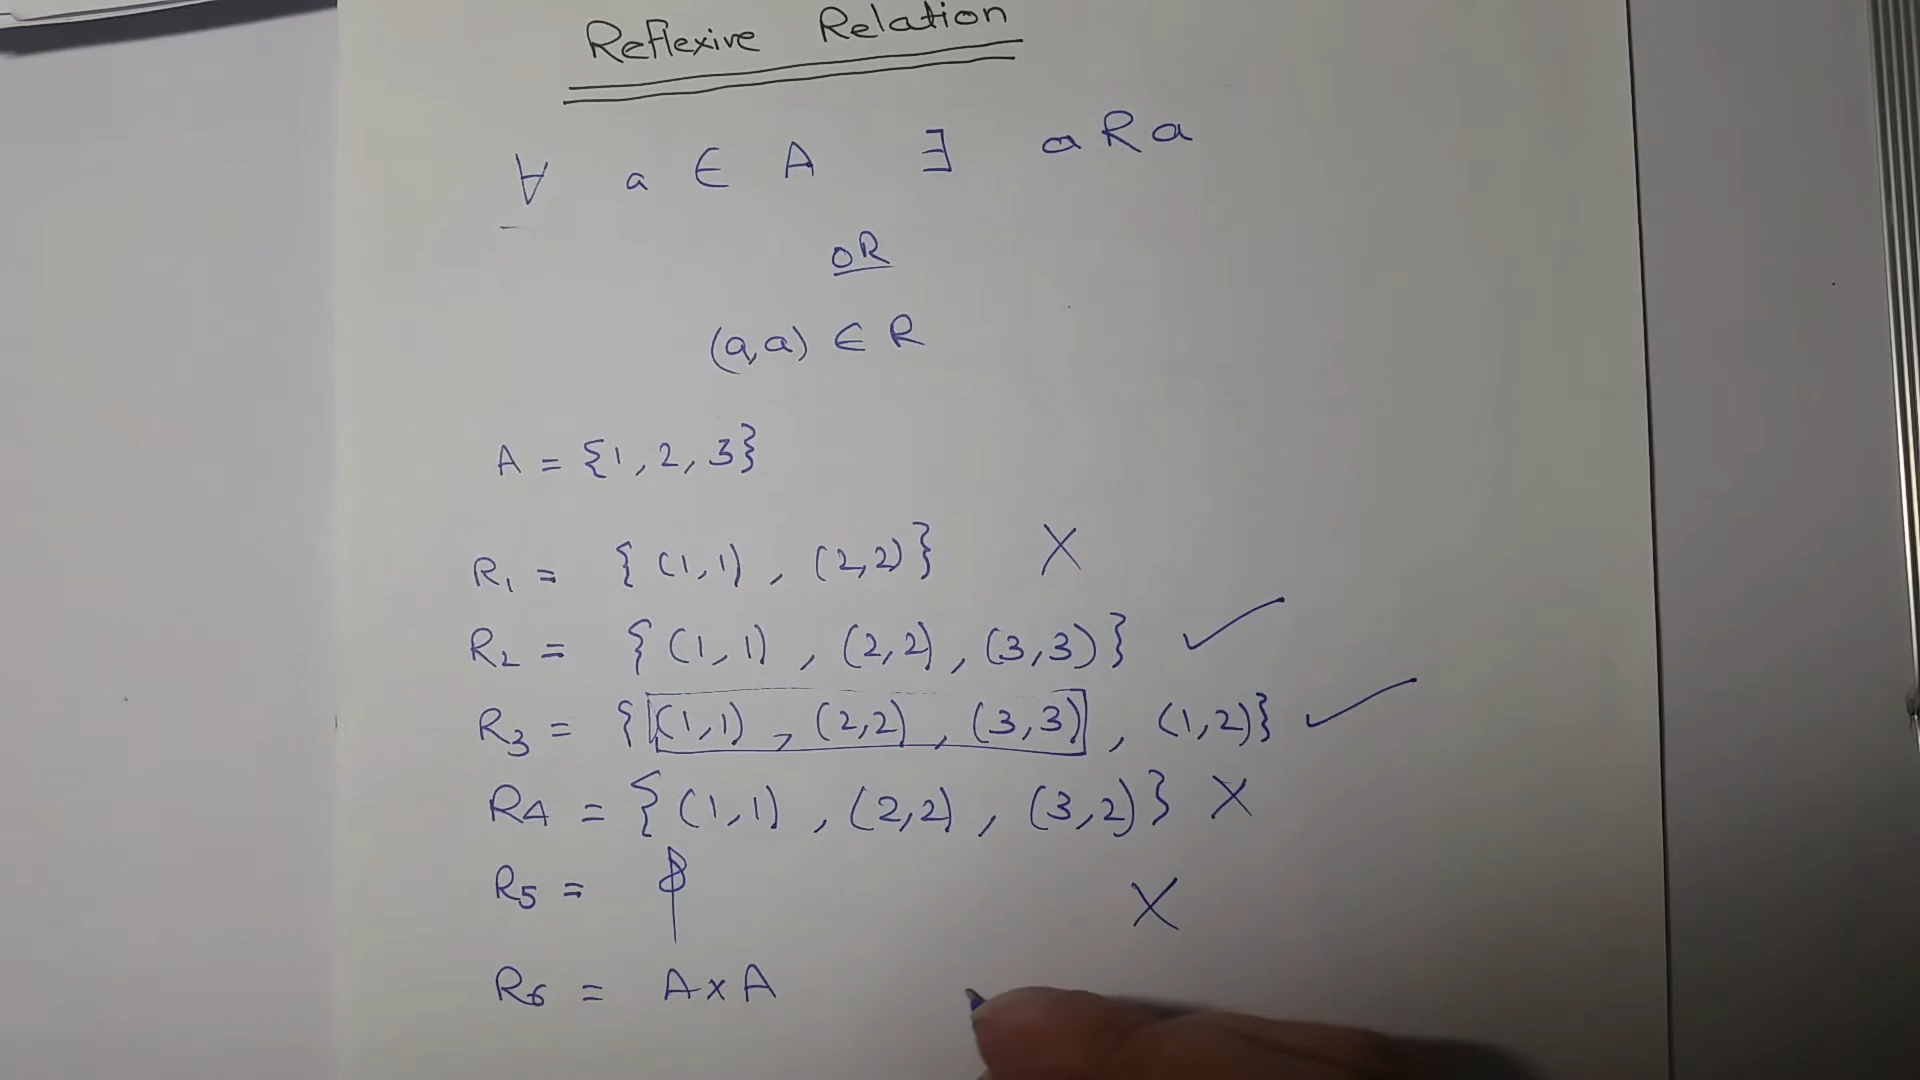 Reflexive Relation
∀ a ∈ A ∃ a R a
OR
(a,a) ∈ R
A = {1, 2, 3}
R₁ = { (1,1) , (2,2) } X
R₂ = { (1,1) , (2,2) , (3,3) } ✓
R₃ = { (1,1) , (2,2) , (3,3) , (1,2) } ✓
R₄ = { (1,1) , (2,2) , (3,2) } X
R₅ = ϕ X
R₆ = A × A